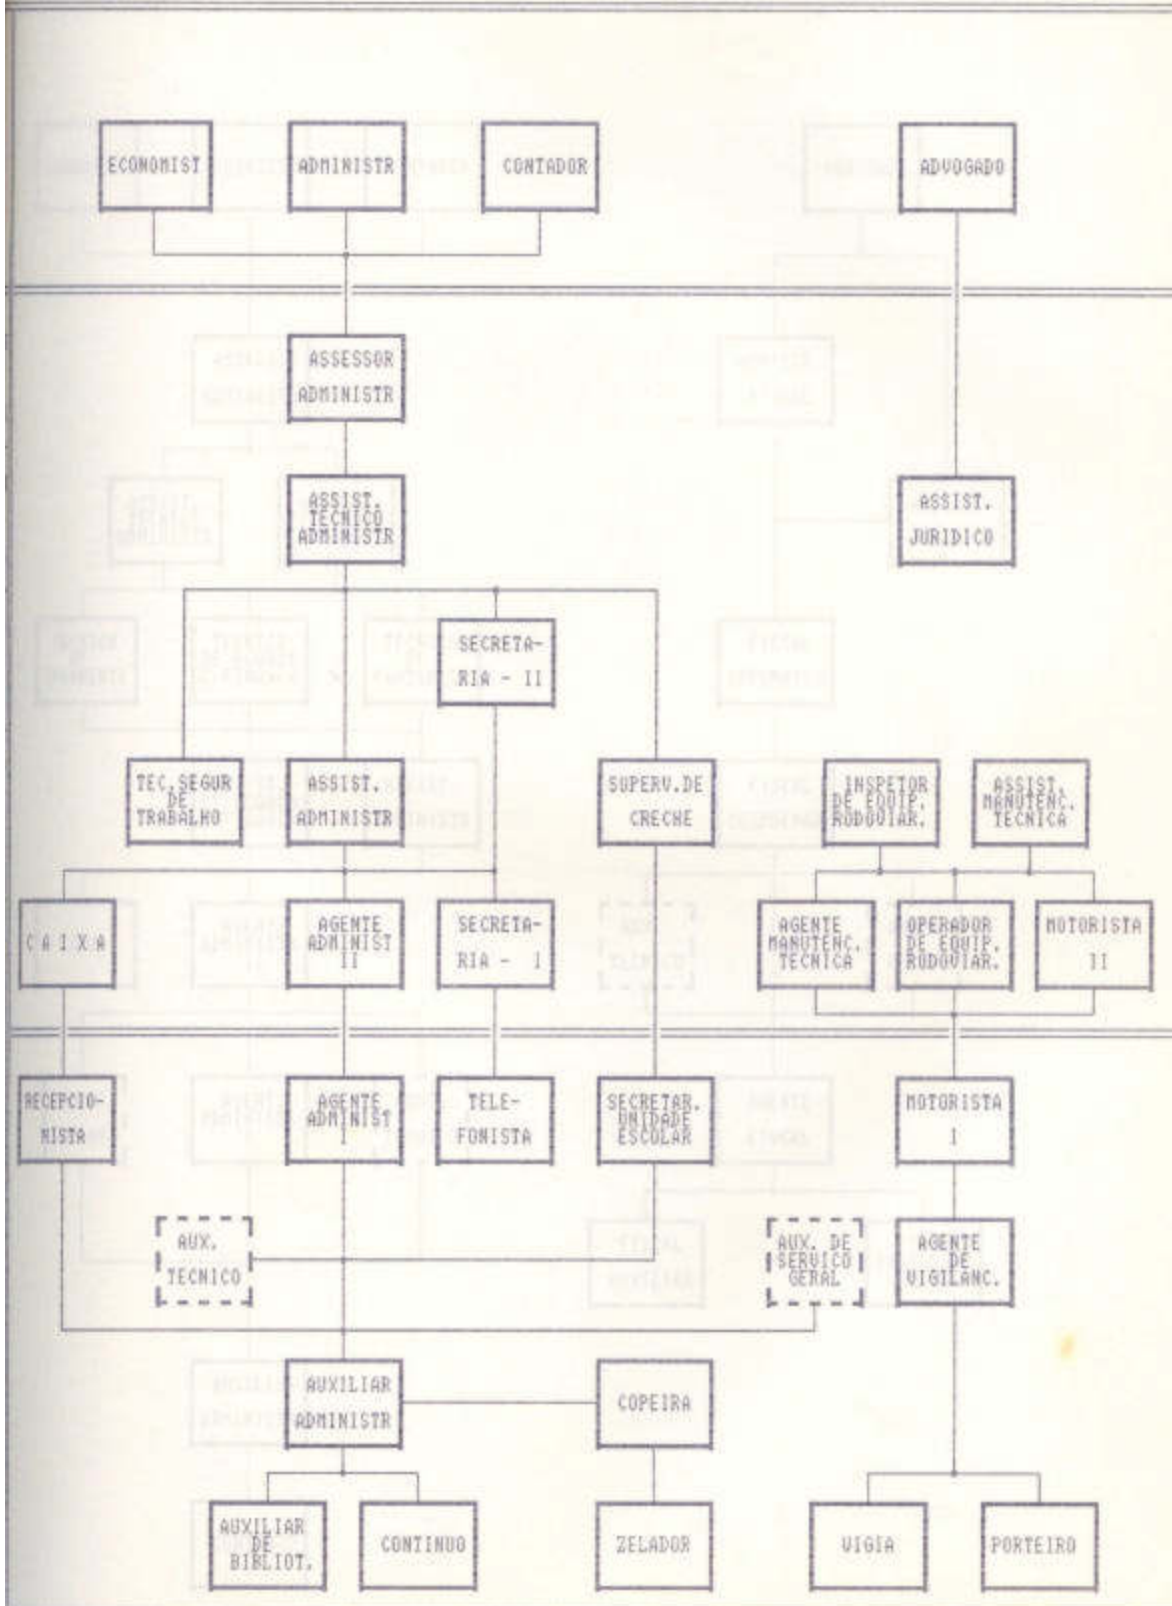 ECONOMIST
ADMINISTR
CONTADOR
ADVOGADO
ASSESSOR
ADMINISTR
ASSIST.
TECNICO
ADMINISTR
ASSIST.
JURIDICO
SECRETA-
RIA - II
TEC.SEGUR
DE
TRABALHO
ASSIST.
ADMINISTR
SUPERV.DE
CRECHE
INSPETOR
DE EQUIP.
RODOVIAR.
ASSIST.
MANUTENC.
TECNICA
C A I X A
AGENTE
ADMINIST
II
SECRETA-
RIA - I
AGENTE
MANUTENC.
TECNICA
OPERADOR
DE EQUIP.
RODOVIAR.
MOTORISTA
II
RECEPCIO-
NISTA
AGENTE
ADMINIST
I
TELE-
FONISTA
SECRETAR.
UNIDADE
ESCOLAR
MOTORISTA
I
AUX.
TECNICO
AUX. DE
SERVICO
GERAL
AGENTE
DE
VIGILANC.
AUXILIAR
ADMINISTR
COPEIRA
AUXILIAR
DE
BIBLIOT.
CONTINUO
ZELADOR
VIGIA
PORTEIRO